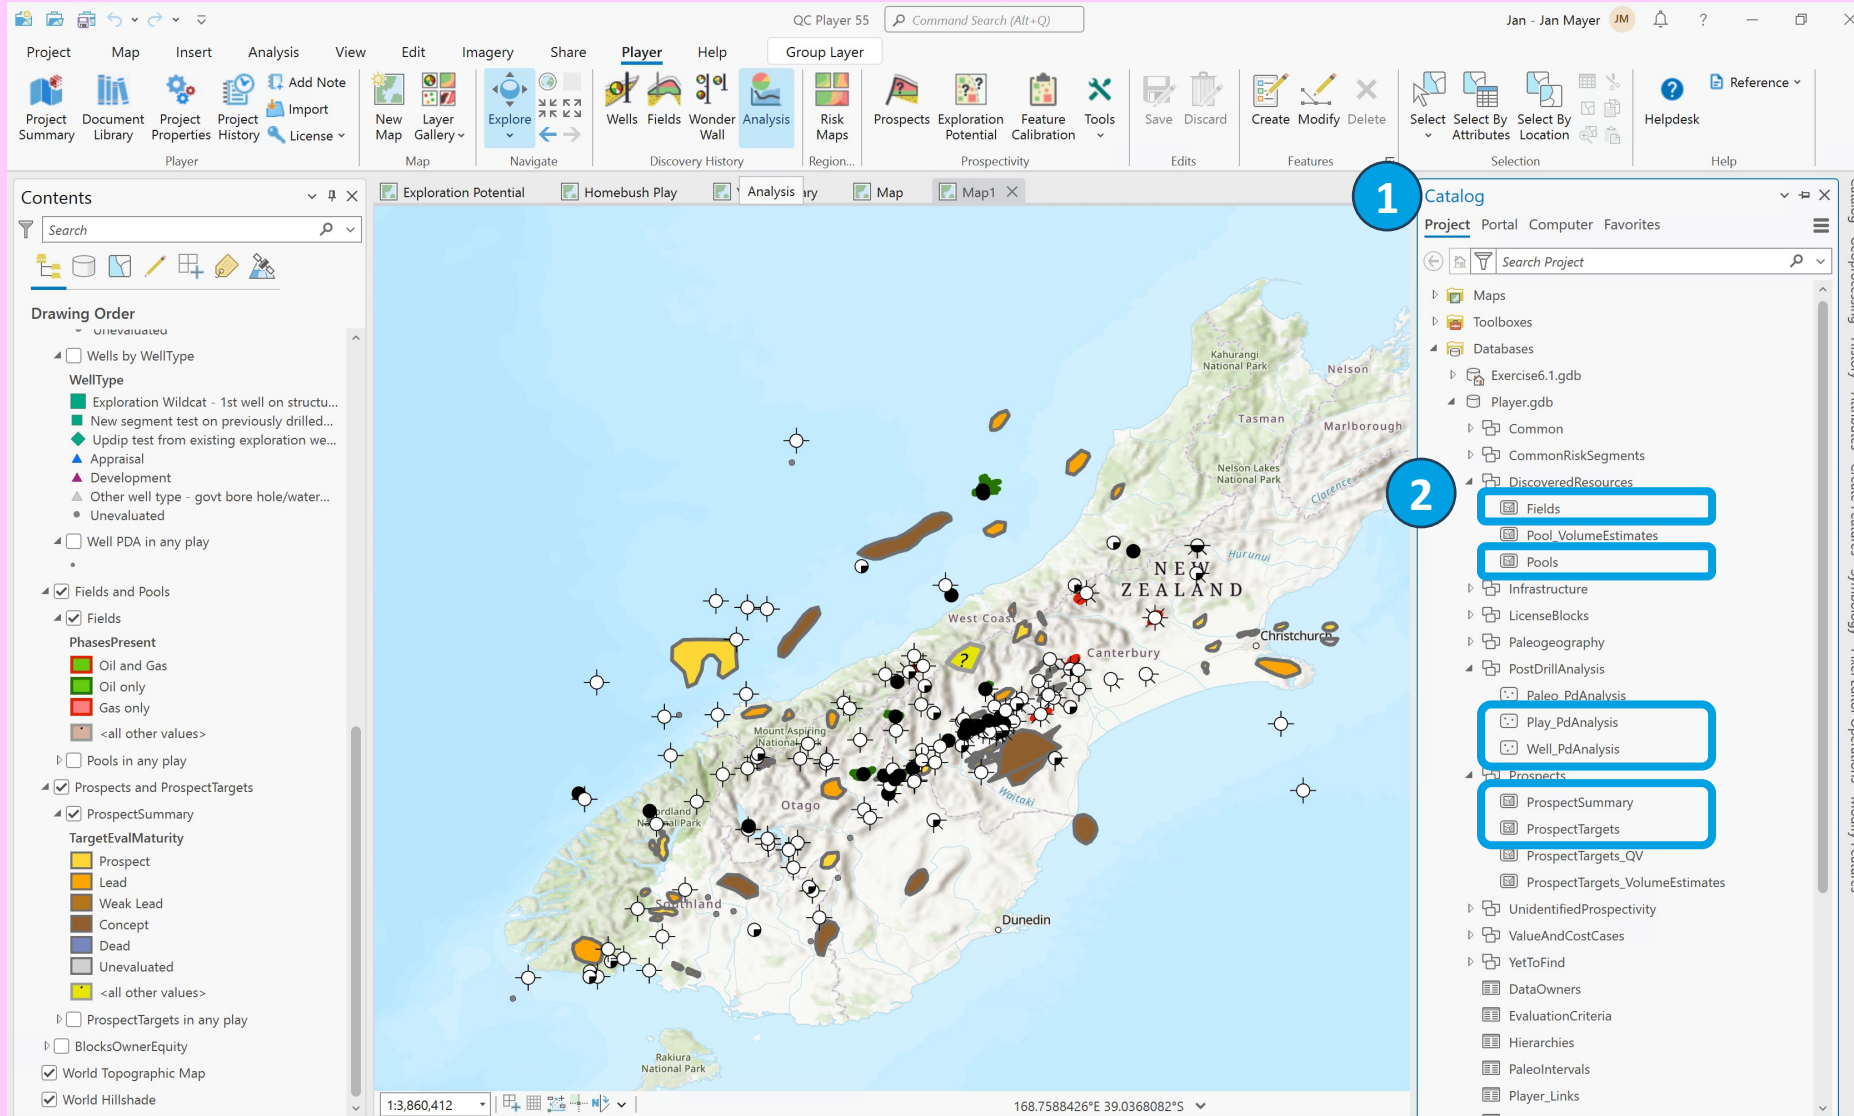 QC Player 55
Command Search (Alt+Q)
Jan - Jan Mayer
JM
?
Project
Map
Insert
Analysis
View
Edit
Imagery
Share
Player
Help
Group Layer
Project Summary
Document Library
Project Properties
Project History
Add Note
Import
License
New Map
Layer Gallery
Explore
Wells
Fields
Wonder Wall
Analysis
Risk Maps
Prospects
Exploration Potential
Feature Calibration
Tools
Save
Discard
Create
Modify
Delete
Select
Select By Attributes
Select By Location
Helpdesk
Reference
Player
Map
Navigate
Discovery History
Region...
Prospectivity
Edits
Features
Selection
Help
Contents
Search
Drawing Order
Unevaluated
Wells by WellType
WellType
Exploration Wildcat - 1st well on structu...
New segment test on previously drilled...
Updip test from existing exploration we...
Appraisal
Development
Other well type - govt bore hole/water...
Unevaluated
Well PDA in any play
Fields and Pools
Fields
PhasesPresent
Oil and Gas
Oil only
Gas only
<all other values>
Pools in any play
Prospects and ProspectTargets
ProspectSummary
TargetEvalMaturity
Prospect
Lead
Weak Lead
Concept
Dead
Unevaluated
<all other values>
ProspectTargets in any play
BlocksOwnerEquity
World Topographic Map
World Hillshade
Exploration Potential
Homebush Play
Analysis
Map
Map1
Kahurangi
National Park
Nelson
Tasman
Marlborough
Nelson Lakes
National Park
Clarence
Hurunui
NEW
ZEALAND
West Coast
Christchurch
Canterbury
?
Mount Aspiring
National Park
Otago
Waitaki
National Park
Southland
Dunedin
Rakiura
National Park
1:3,860,412
168.7588426°E 39.0368082°S
1
Catalog
Project
Portal
Computer
Favorites
Search Project
Maps
Toolboxes
Databases
Exercise6.1.gdb
Player.gdb
Common
CommonRiskSegments
2
DiscoveredResources
Fields
Pool_VolumeEstimates
Pools
Infrastructure
LicenseBlocks
Paleogeography
PostDrillAnalysis
Paleo_PdAnalysis
Play_PdAnalysis
Well_PdAnalysis
Prospects
ProspectSummary
ProspectTargets
ProspectTargets_QV
ProspectTargets_VolumeEstimates
UnidentifiedProspectivity
ValueAndCostCases
YetToFind
DataOwners
EvaluationCriteria
Hierarchies
PaleoIntervals
Player_Links